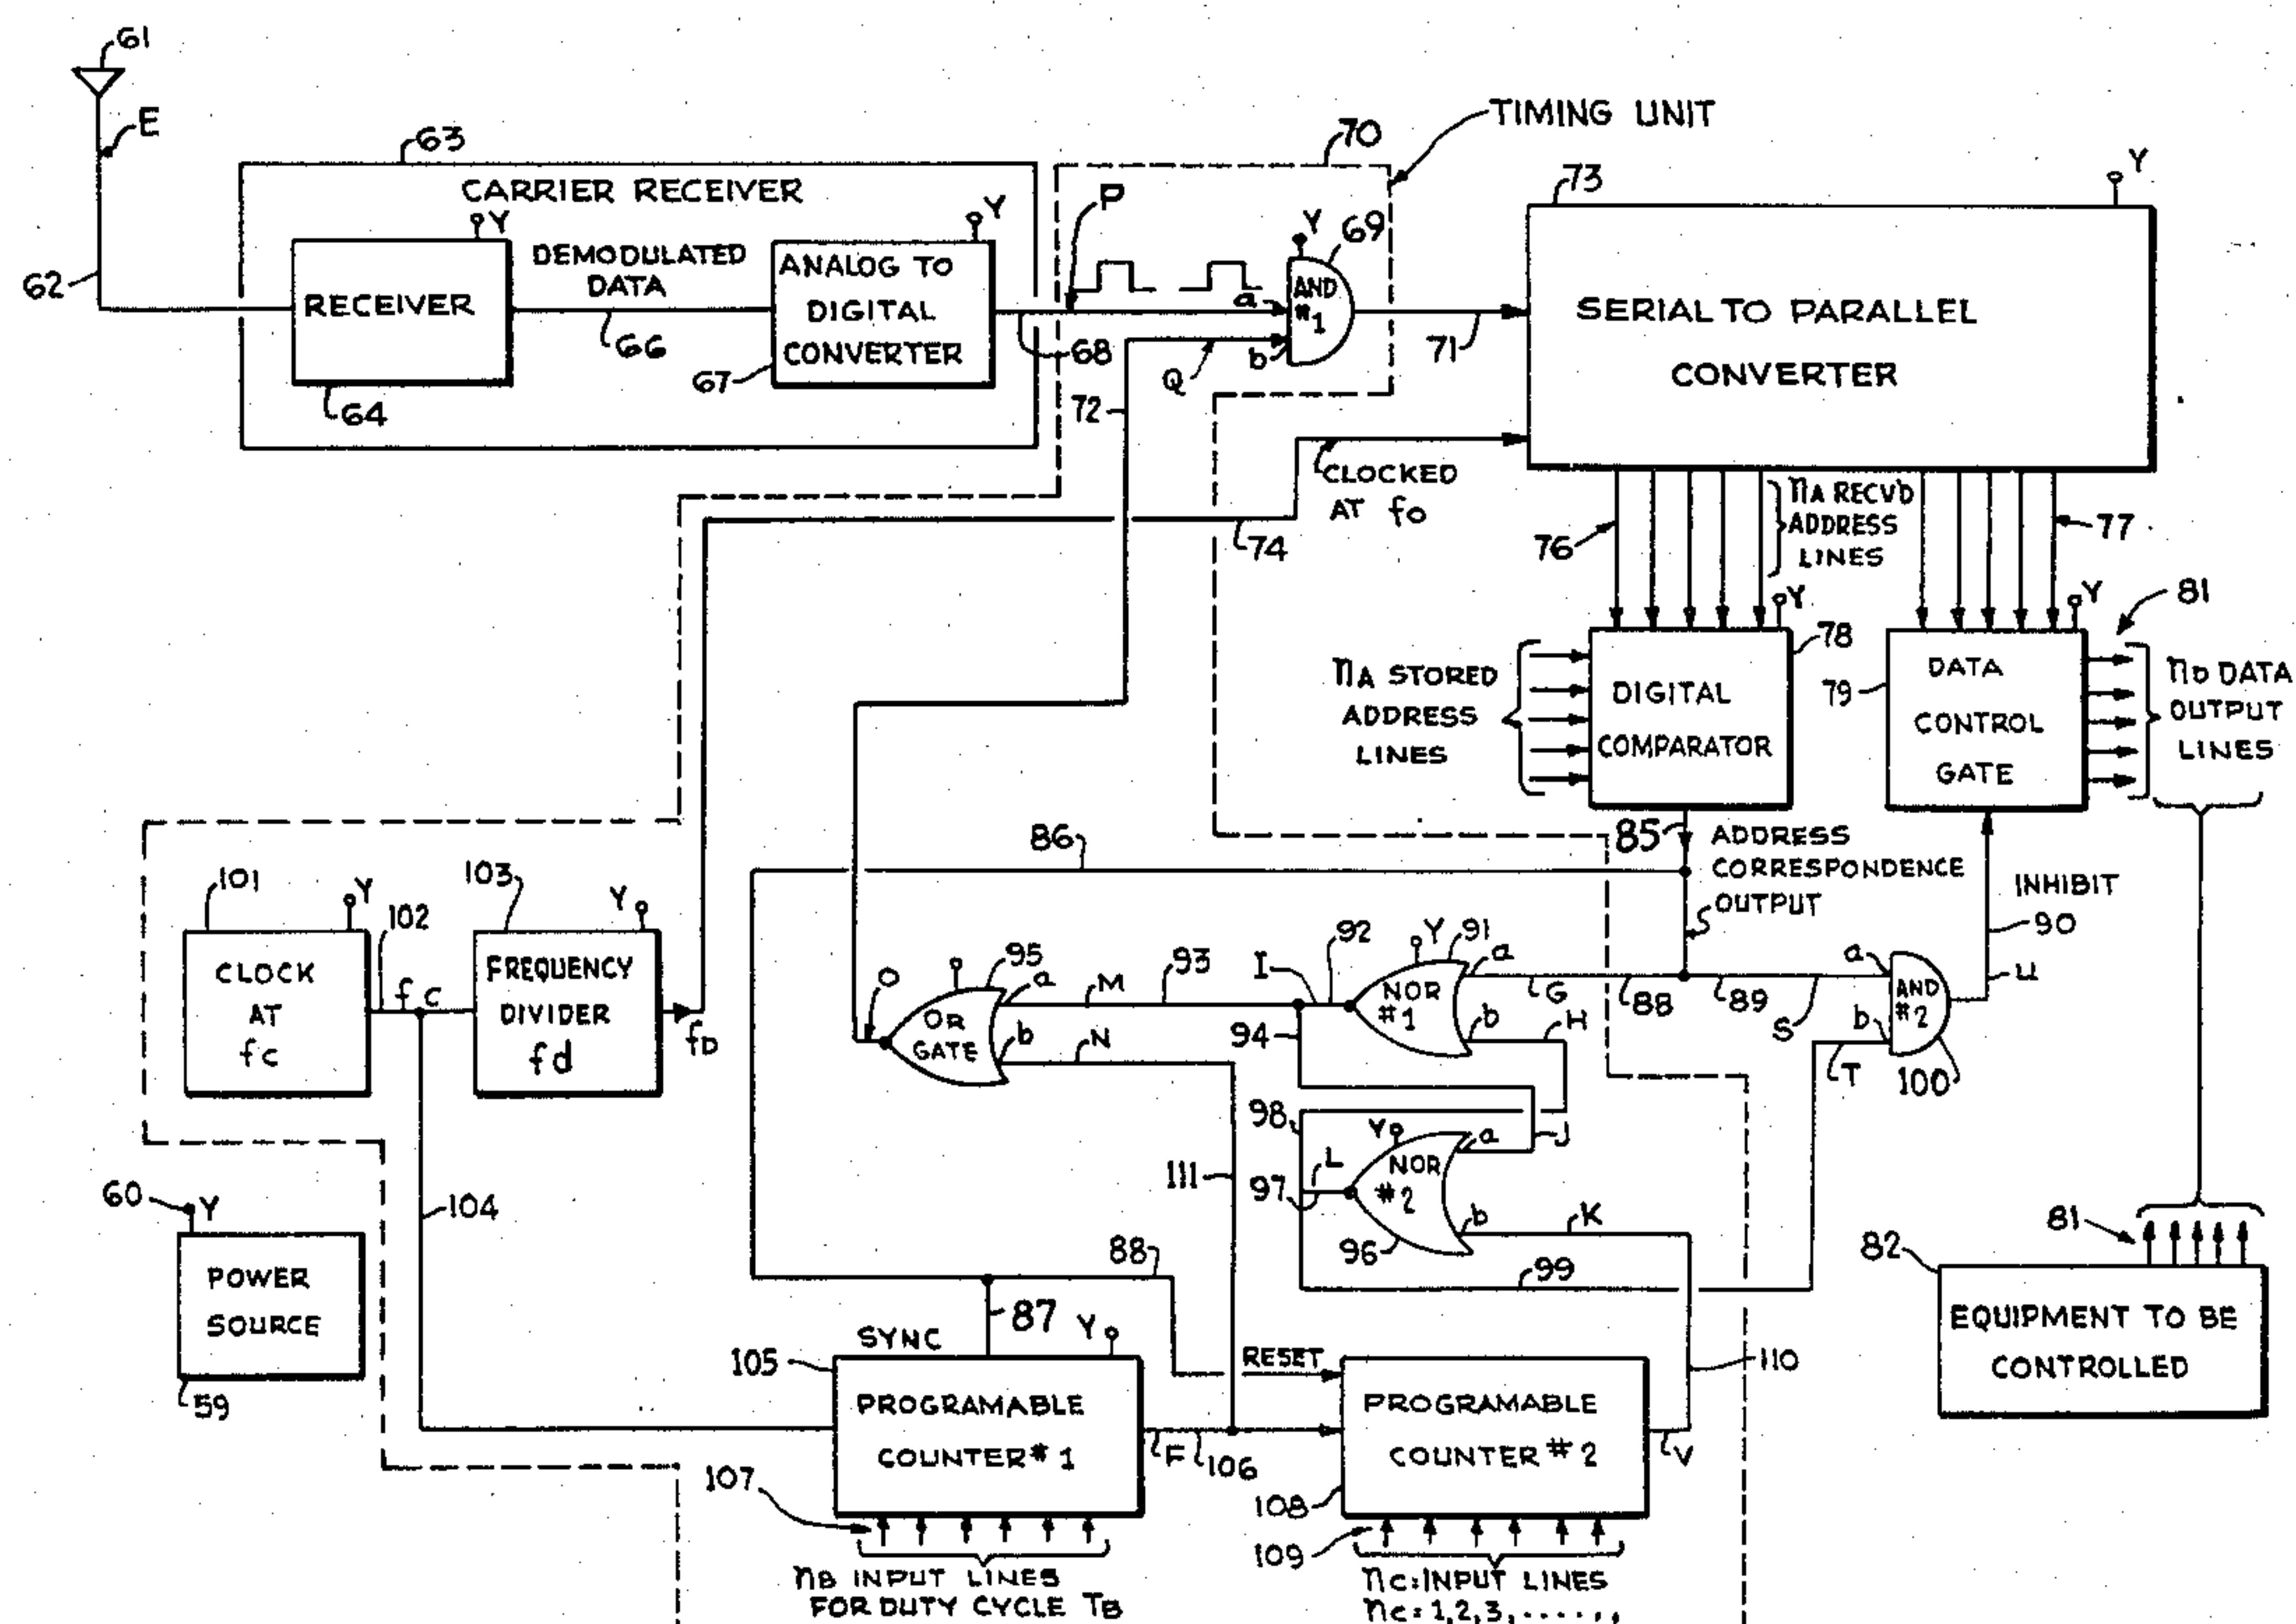 61
E
63
70
TIMING UNIT
CARRIER RECEIVER
P
73
Y
Y
Y
Y
69
62
RECEIVER
DEMODULATED
DATA
66
ANALOG TO
DIGITAL
CONVERTER
67
64
68
a
b
AND
#1
Q
71
SERIAL TO PARALLEL
CONVERTER
72
CLOCKED
AT fo
74
76
nA RECV'D
ADDRESS
LINES
77
Y
Y
81
78
nA STORED
ADDRESS
LINES
DIGITAL
COMPARATOR
79
DATA
CONTROL
GATE
nD DATA
OUTPUT
LINES
86
85
ADDRESS
CORRESPONDENCE
OUTPUT
INHIBIT
90
101
Y
102
103
Y
CLOCK
AT
fc
fc
FREQUENCY
DIVIDER
fd
fD
O
95
OR
GATE
a
b
M
93
N
I
92
Y
91
NOR
#1
a
b
G
88
H
89
S
a
b
AND
#2
U
T
100
94
98
Y
NOR
#2
a
b
J
L
97
96
K
111
99
60
Y
104
POWER
SOURCE
59
88
87
SYNC
Y
105
PROGRAMABLE
COUNTER #1
RESET
F
106
PROGRAMABLE
COUNTER #2
V
110
108
81
82
EQUIPMENT TO BE
CONTROLLED
107
nB INPUT LINES
FOR DUTY CYCLE TB
109
nc = INPUT LINES
nc = 1,2,3,.....,